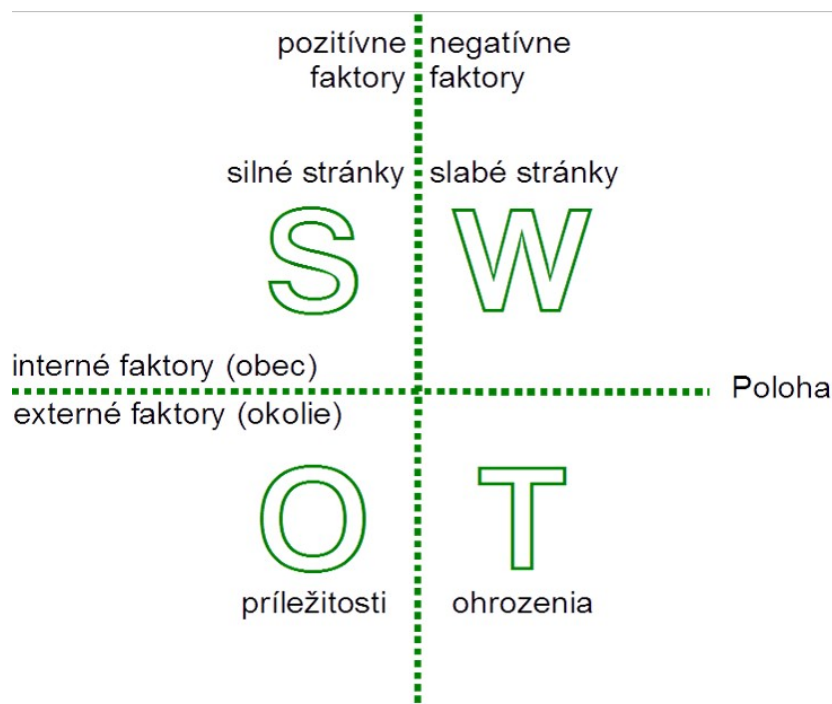 pozitívne negatívne
faktory faktory
silné stránky slabé stránky
S W
interné faktory (obec)
Poloha
externé faktory (okolie)
O T
príležitosti ohrozenia